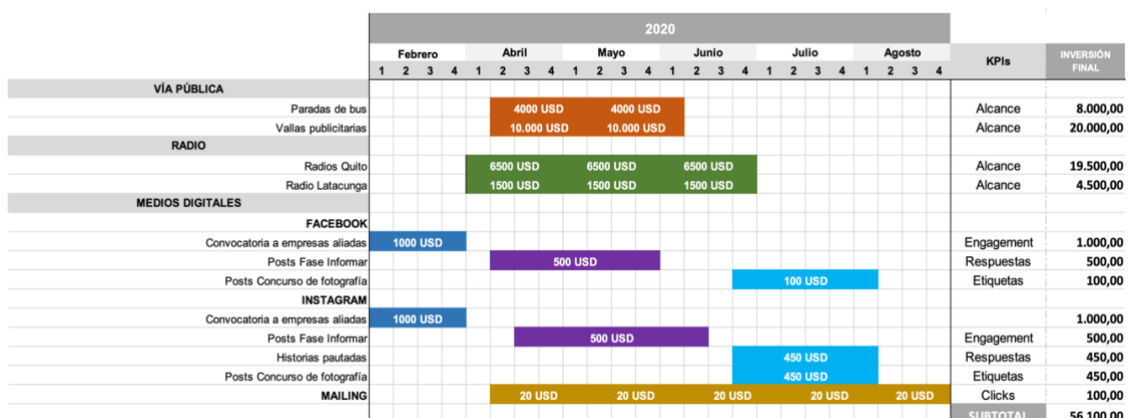 2020
Febrero Abril Mayo Junio Julio Agosto KPIs INVERSIÓN FINAL
1 2 3 4 1 2 3 4 1 2 3 4 1 2 3 4 1 2 3 4 1 2 3 4
VÍA PÚBLICA
Paradas de bus 4000 USD 4000 USD Alcance 8.000,00
Vallas publicitarias 10.000 USD 10.000 USD Alcance 20.000,00
RADIO
Radios Quito 6500 USD 6500 USD 6500 USD Alcance 19.500,00
Radio Latacunga 1500 USD 1500 USD 1500 USD Alcance 4.500,00
MEDIOS DIGITALES
FACEBOOK
Convocatoria a empresas aliadas 1000 USD Engagement 1.000,00
Posts Fase Informar 500 USD Respuestas 500,00
Posts Concurso de fotografía 100 USD Etiquetas 100,00
INSTAGRAM
Convocatoria a empresas aliadas 1000 USD 1.000,00
Posts Fase Informar 500 USD Engagement 500,00
Historias pautadas 450 USD Respuestas 450,00
Posts Concurso de fotografía 450 USD Etiquetas 450,00
MAILING 20 USD 20 USD 20 USD 20 USD 20 USD Clicks 100,00
SUBTOTAL 56.100,00